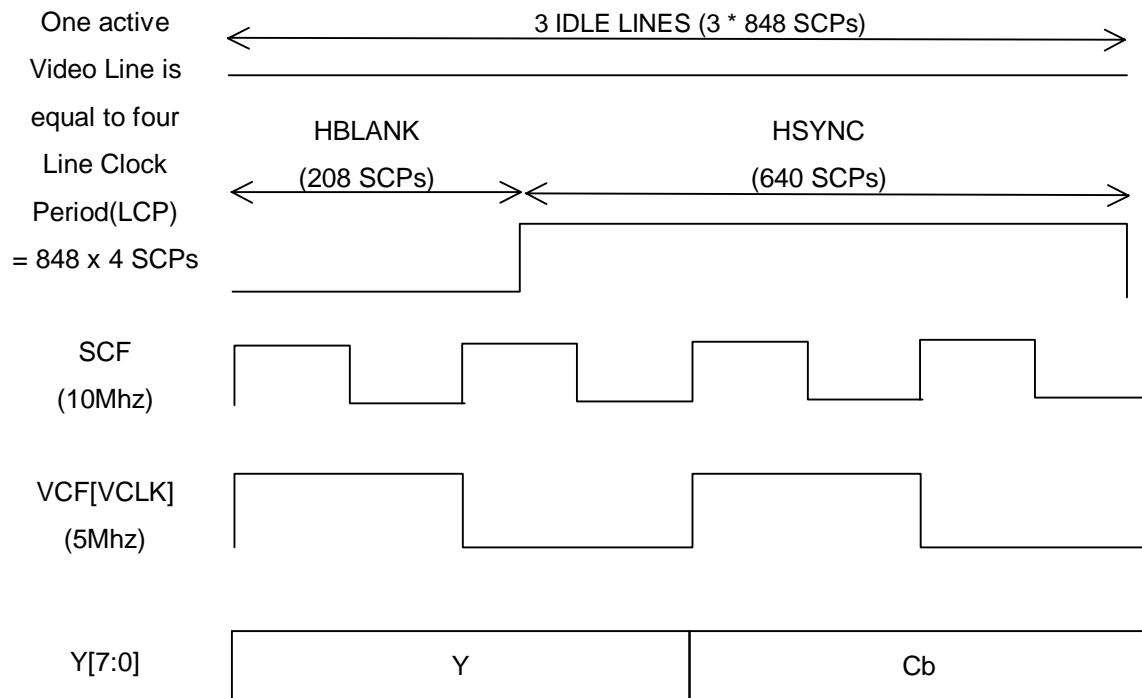 One active
Video Line is
equal to four
Line Clock
Period(LCP)
= 848 x 4 SCPs
3 IDLE LINES (3 * 848 SCPs)
HBLANK
(208 SCPs)
HSYNC
(640 SCPs)
SCF
(10Mhz)
VCF[VCLK]
(5Mhz)
Y[7:0]
Y
Cb